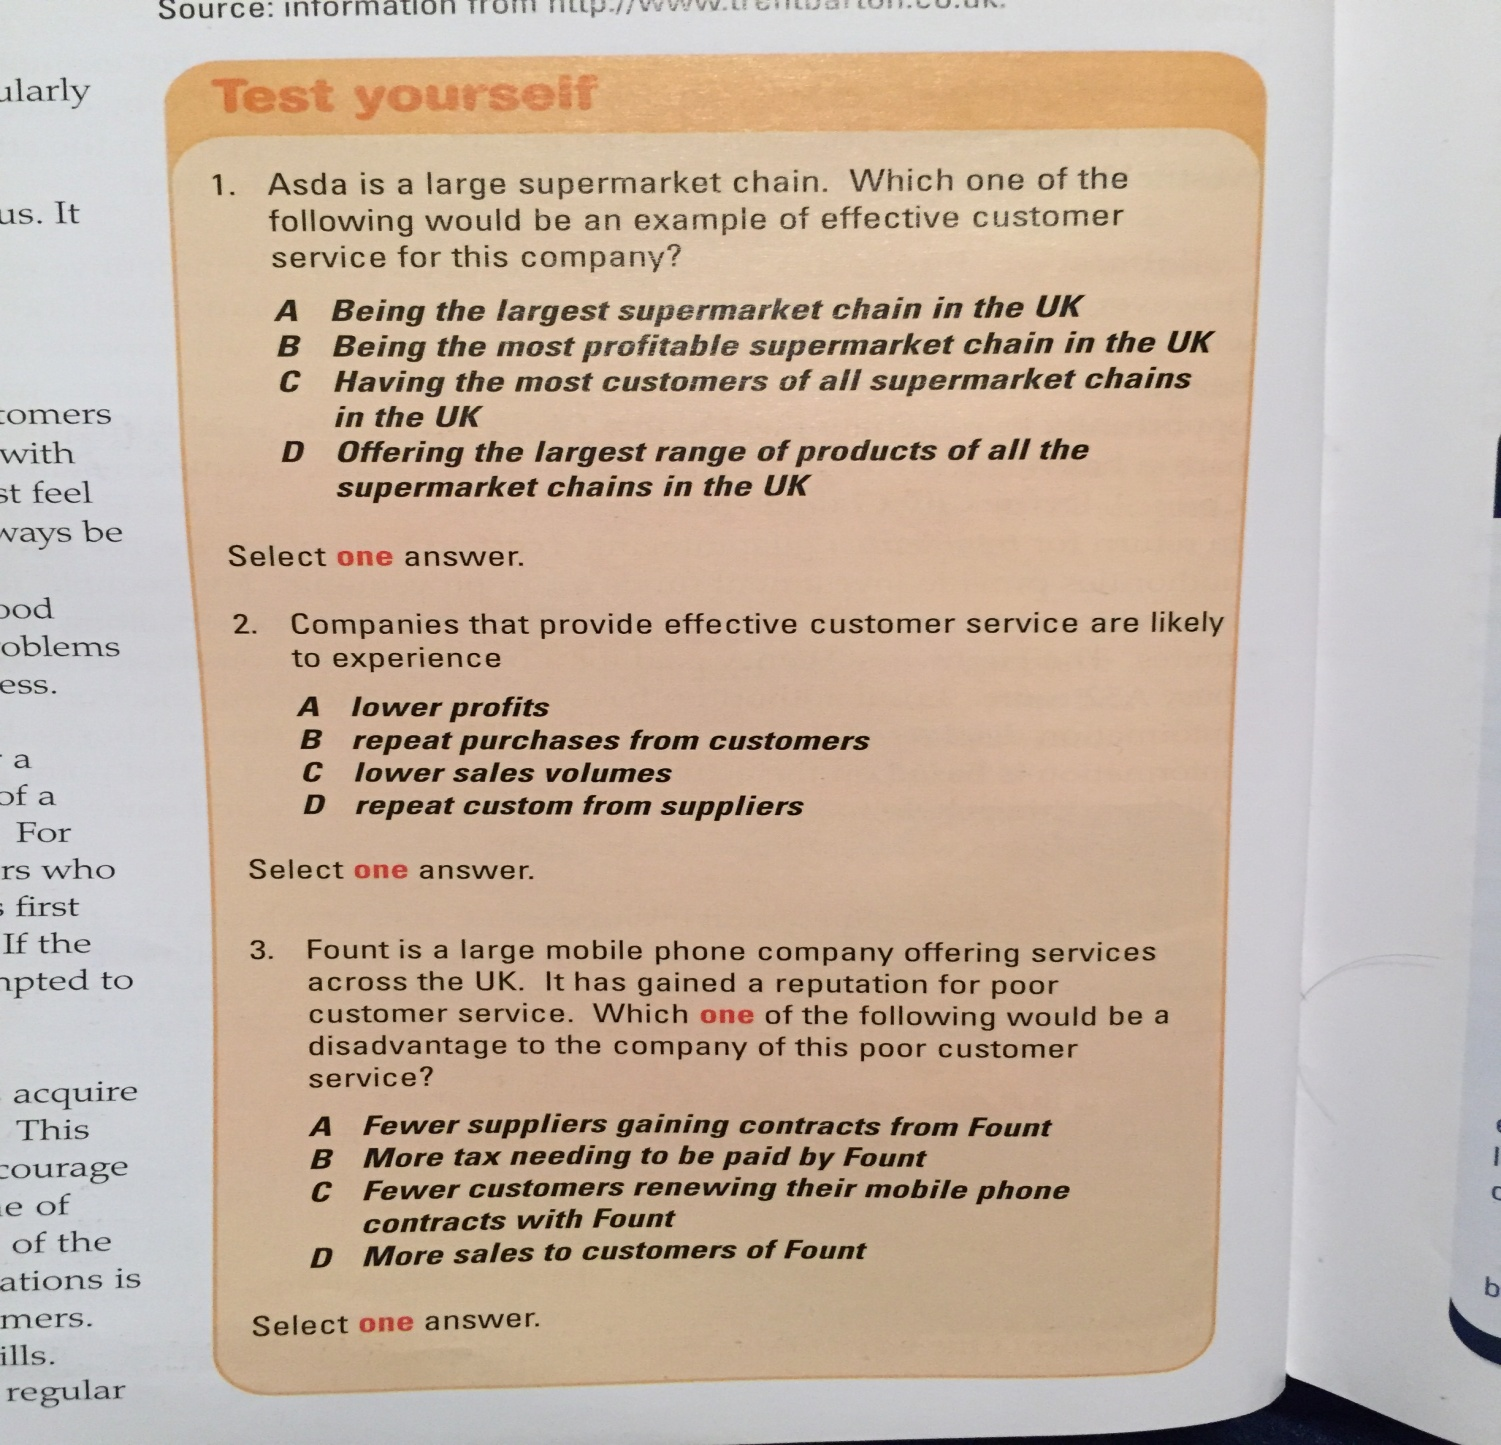 Source: information from http://www.trentbarton.co.uk.
ularly
us. It
tomers
with
st feel
ways be
ood
oblems
ess.
a
of a
For
rs who
s first
If the
mpted to
acquire
This
courage
ne of
of the
ations is
mers.
ills.
regular
Test yourself
1. Asda is a large supermarket chain. Which one of the
following would be an example of effective customer
service for this company?
A Being the largest supermarket chain in the UK
B Being the most profitable supermarket chain in the UK
C Having the most customers of all supermarket chains
in the UK
D Offering the largest range of products of all the
supermarket chains in the UK
Select one answer.
2. Companies that provide effective customer service are likely
to experience
A lower profits
B repeat purchases from customers
C lower sales volumes
D repeat custom from suppliers
Select one answer.
3. Fount is a large mobile phone company offering services
across the UK. It has gained a reputation for poor
customer service. Which one of the following would be a
disadvantage to the company of this poor customer
service?
A Fewer suppliers gaining contracts from Fount
B More tax needing to be paid by Fount
C Fewer customers renewing their mobile phone
contracts with Fount
D More sales to customers of Fount
Select one answer.
b